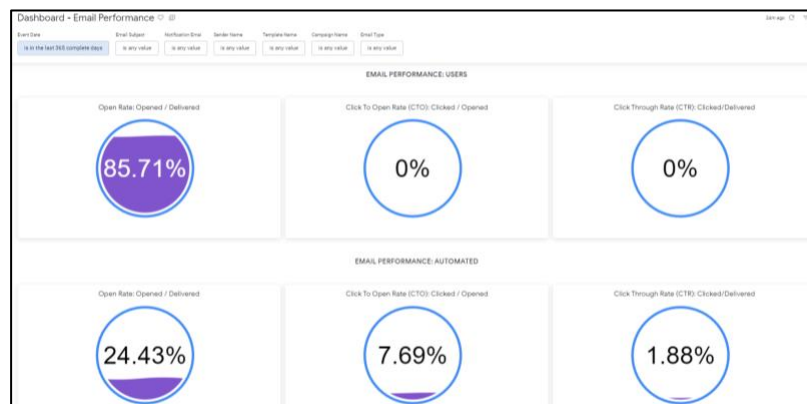 Dashboard - Email Performance
2m ago
Event Date Email Subject Notification Email Sender Name Template Name Campaign Name Email Type
is in the last 365 complete days is any value is any value is any value is any value is any value is any value
EMAIL PERFORMANCE: USERS
Open Rate: Opened / Delivered Click To Open Rate (CTO): Clicked / Opened Click Through Rate (CTR): Clicked/Delivered
85.71% 0% 0%
EMAIL PERFORMANCE: AUTOMATED
Open Rate: Opened / Delivered Click To Open Rate (CTO): Clicked / Opened Click Through Rate (CTR): Clicked/Delivered
24.43% 7.69% 1.88%